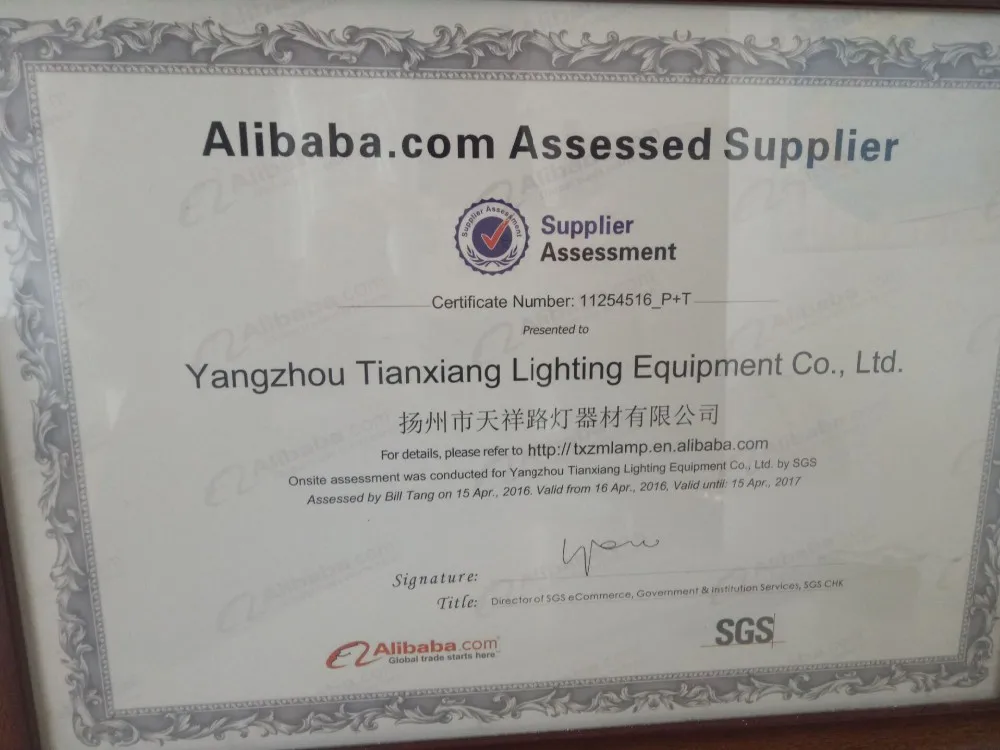 Alibaba.com Assessed Supplier
Supplier Assessment
Supplier
Assessment
Certificate Number: 11254516_P+T
Presented to
Yangzhou Tianxiang Lighting Equipment Co., Ltd.
扬州市天祥路灯器材有限公司
For details, please refer to http://txzmlamp.en.alibaba.com
Onsite assessment was conducted for Yangzhou Tianxiang Lighting Equipment Co., Ltd. by SGS
Assessed by Bill Tang on 15 Apr., 2016. Valid from 16 Apr., 2016, Valid until: 15 Apr., 2017
Signature:
Title: Director of SGS eCommerce, Government & Institution Services, SGS CHK
Alibaba.com
Global trade starts here.
SGS